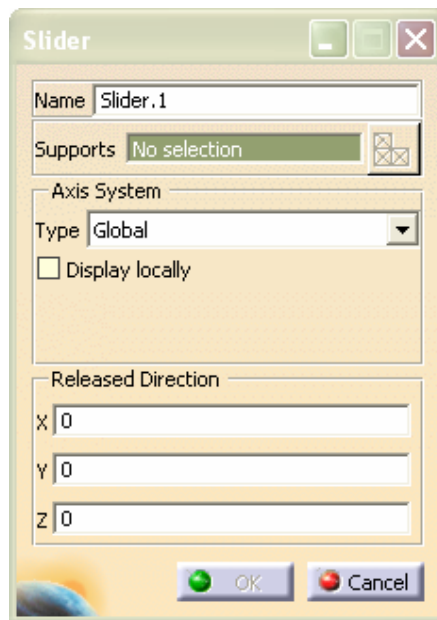 Slider
Name Slider.1
Supports No selection
Axis System
Type Global
Display locally
Released Direction
X 0
Y 0
Z 0
OK Cancel